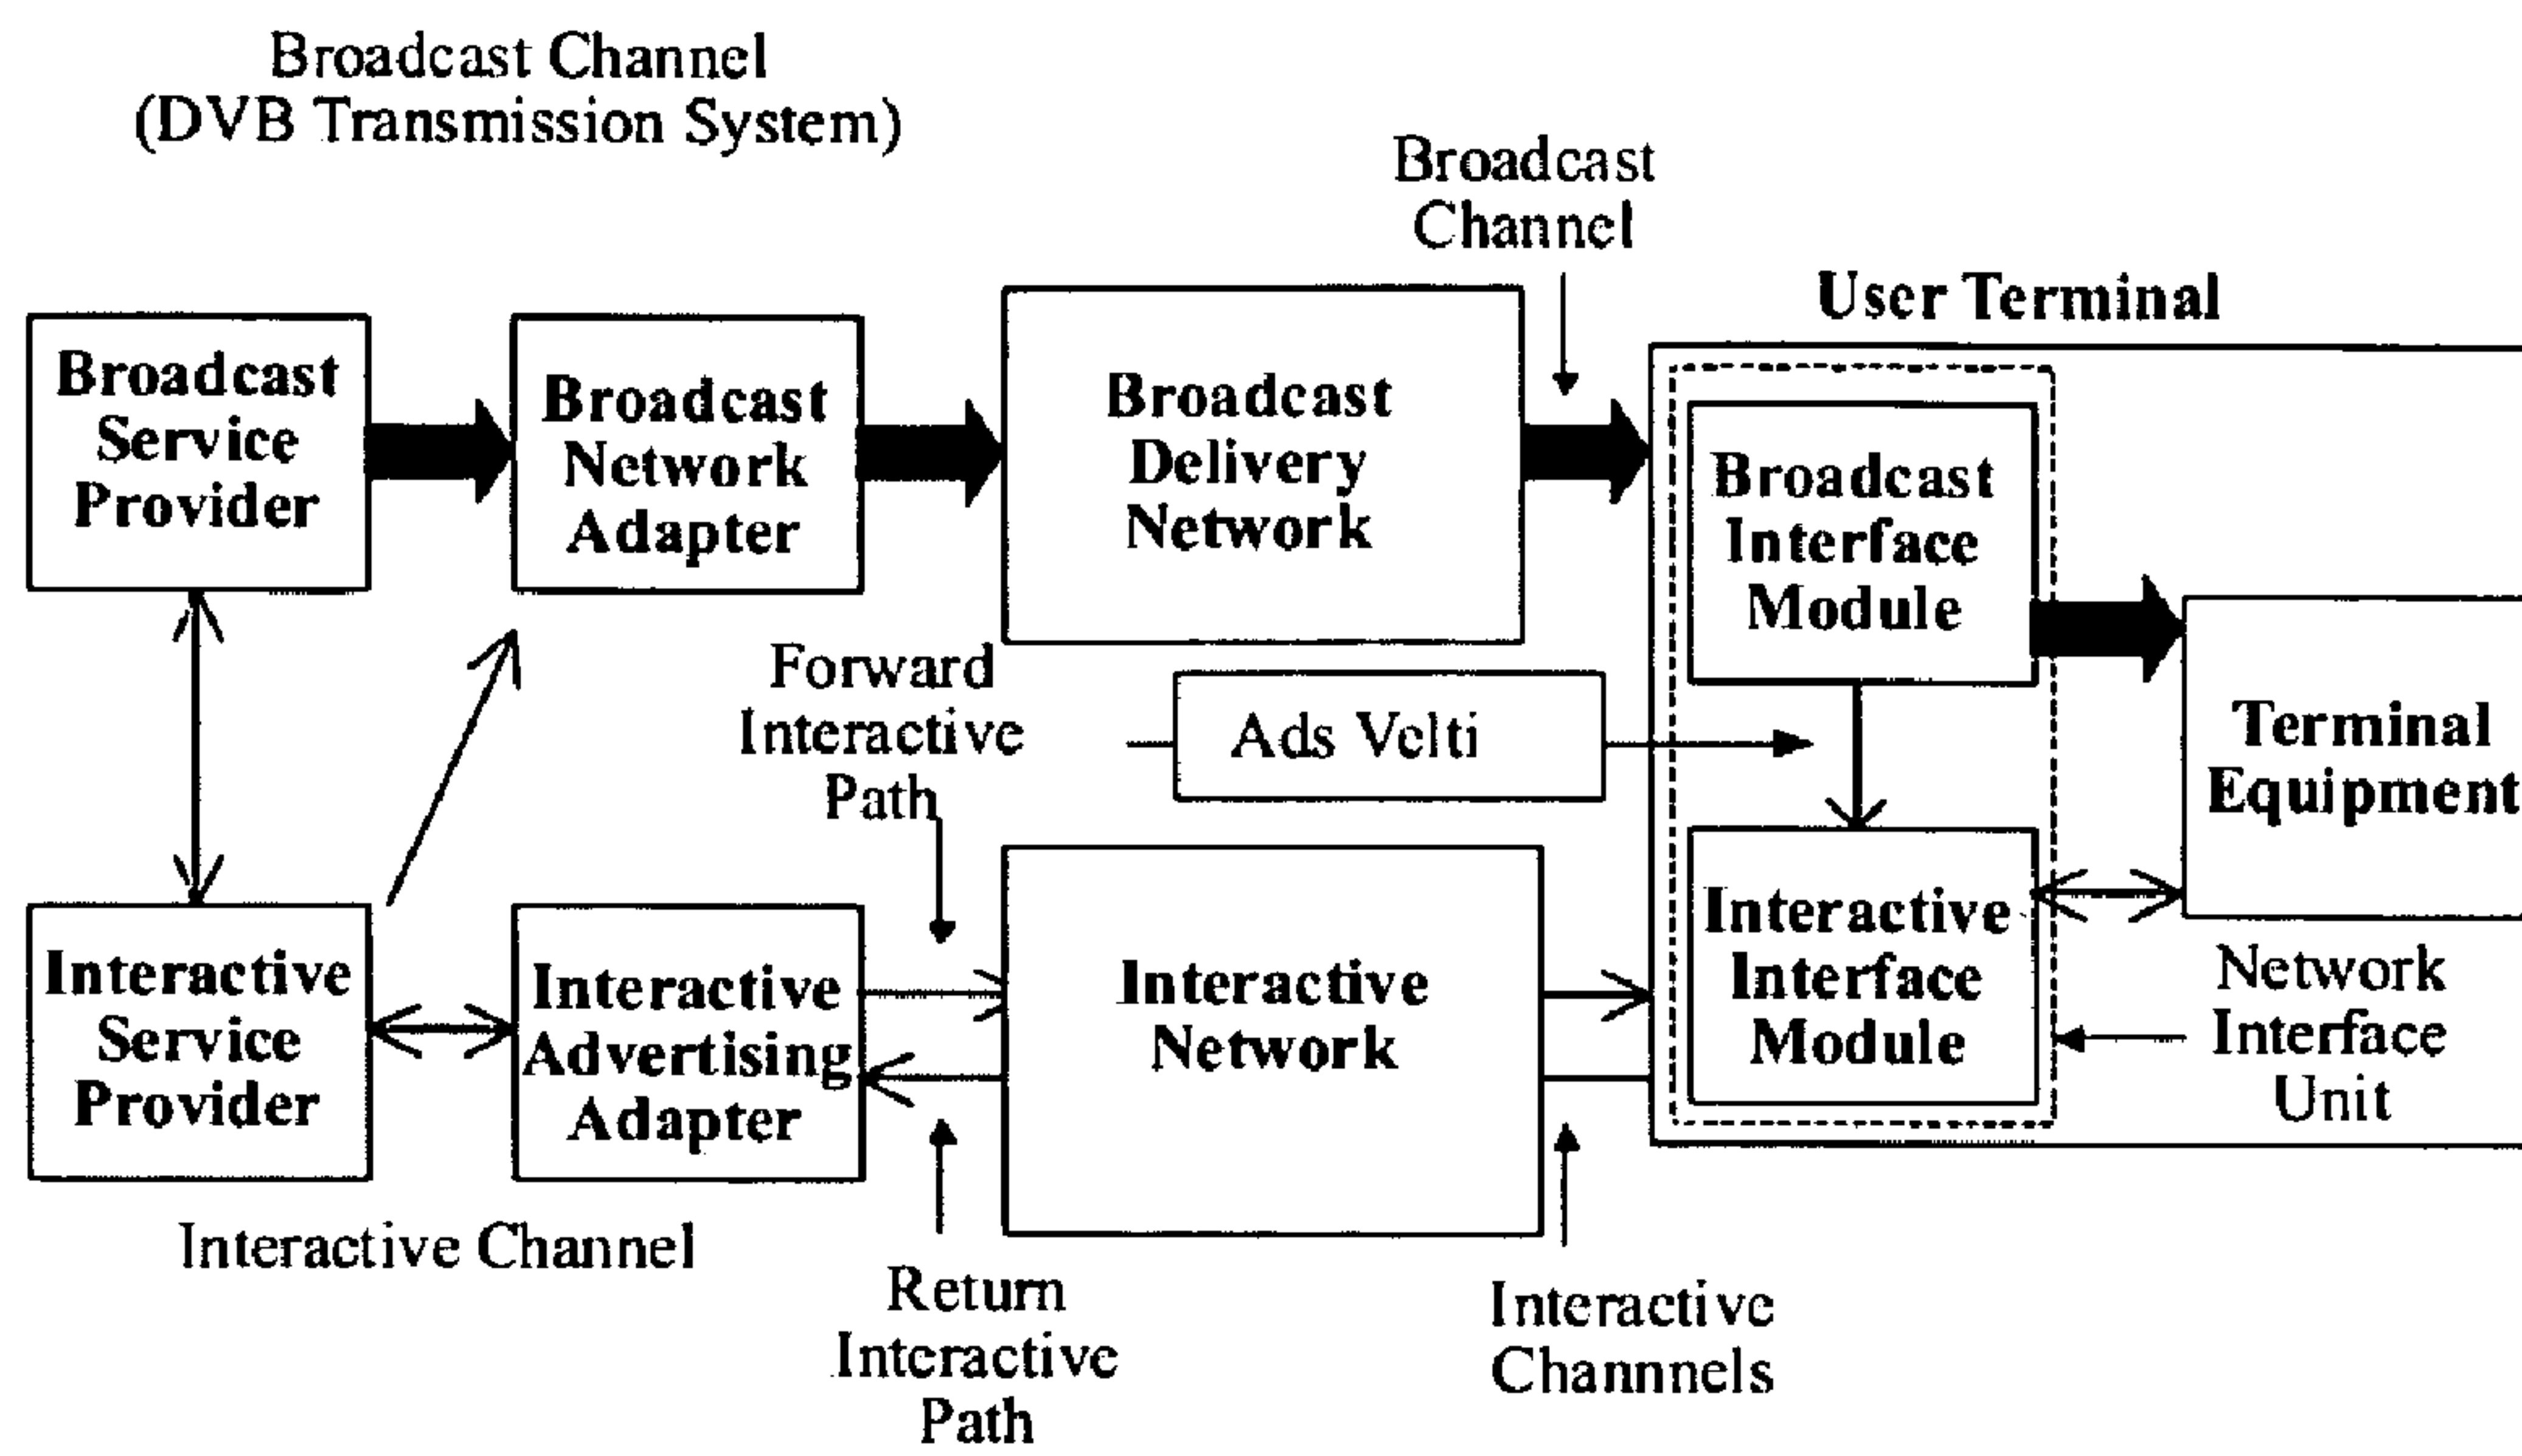 Broadcast Channel
(DVB Transmission System)
Broadcast
Channel
User Terminal
Broadcast
Service
Provider
Broadcast
Network
Adapter
Broadcast
Delivery
Network
Broadcast
Interface
Module
Forward
Interactive
Path
Ads Velti
Terminal
Equipment
Interactive
Service
Provider
Interactive
Advertising
Adapter
Interactive
Network
Interactive
Interface
Module
Network
Interface
Unit
Interactive Channel
Return
Interactive
Path
Interactive
Channnels